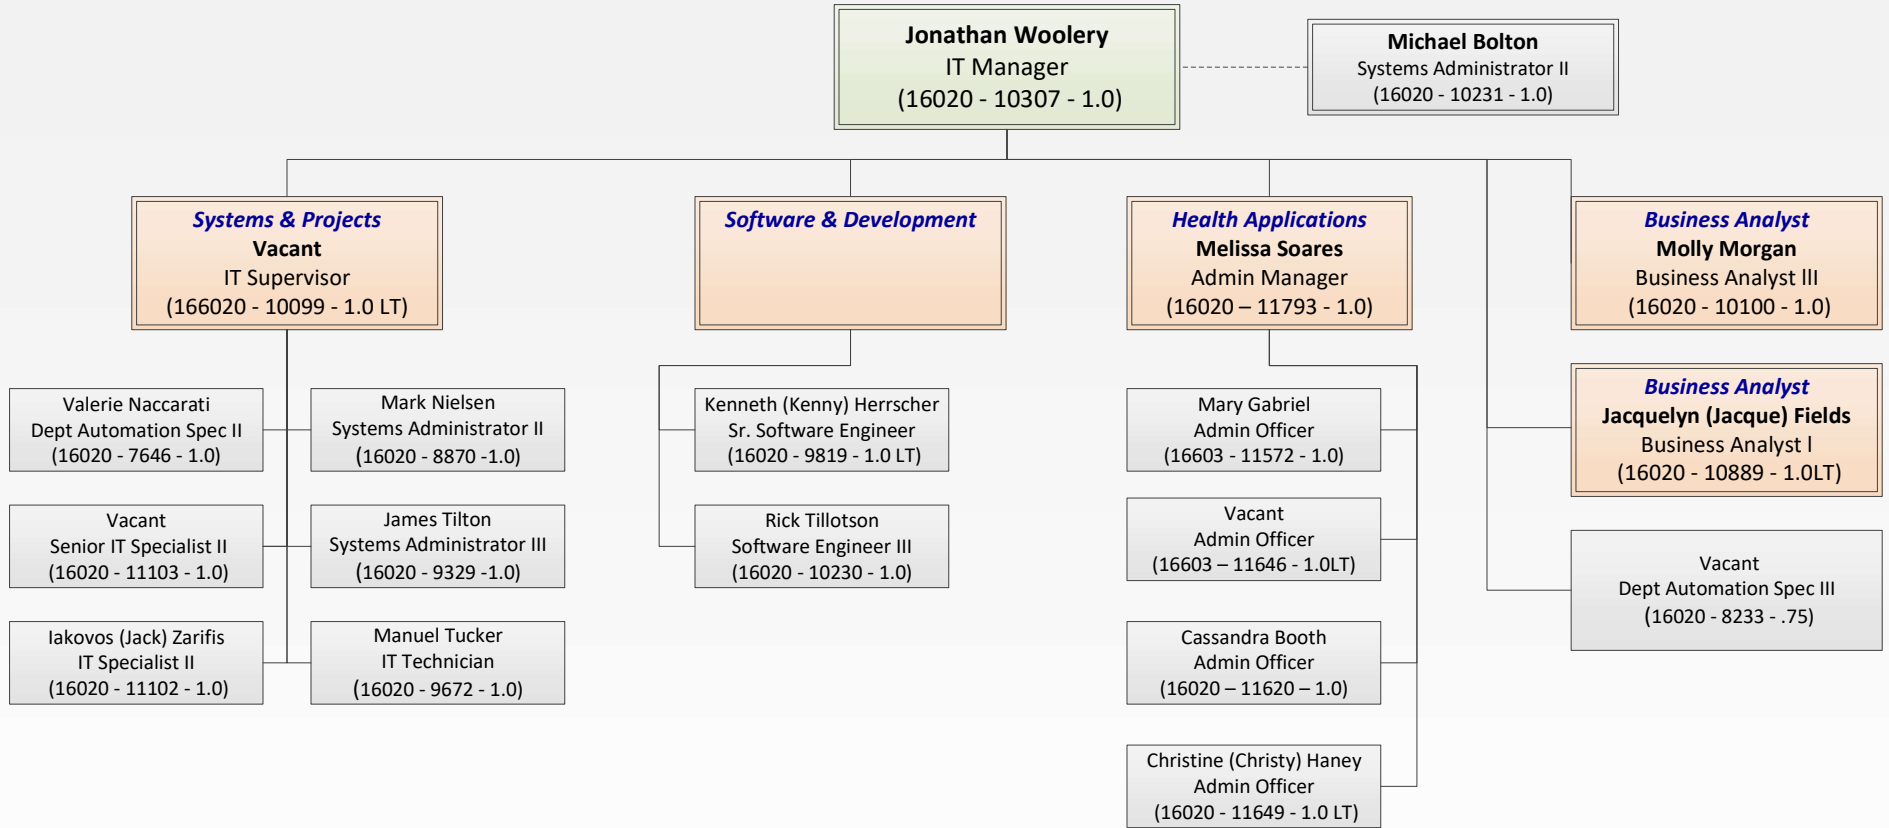 Jonathan Woolery
IT Manager
(16020 - 10307 - 1.0)
Michael Bolton
Systems Administrator II
(16020 - 10231 - 1.0)
Systems & Projects
Vacant
IT Supervisor
(166020 - 10099 - 1.0 LT)
Software & Development
Health Applications
Melissa Soares
Admin Manager
(16020 – 11793 - 1.0)
Business Analyst
Molly Morgan
Business Analyst lII
(16020 - 10100 - 1.0)
Business Analyst
Jacquelyn (Jacque) Fields
Business Analyst l
(16020 - 10889 - 1.0LT)
Vacant
Dept Automation Spec III
(16020 - 8233 - .75)
Valerie Naccarati
Dept Automation Spec II
(16020 - 7646 - 1.0)
Mark Nielsen
Systems Administrator II
(16020 - 8870 -1.0)
Vacant
Senior IT Specialist II
(16020 - 11103 - 1.0)
James Tilton
Systems Administrator III
(16020 - 9329 -1.0)
Iakovos (Jack) Zarifis
IT Specialist II
(16020 - 11102 - 1.0)
Manuel Tucker
IT Technician
(16020 - 9672 - 1.0)
Kenneth (Kenny) Herrscher
Sr. Software Engineer
(16020 - 9819 - 1.0 LT)
Rick Tillotson
Software Engineer III
(16020 - 10230 - 1.0)
Mary Gabriel
Admin Officer
(16603 - 11572 - 1.0)
Vacant
Admin Officer
(16603 – 11646 - 1.0LT)
Cassandra Booth
Admin Officer
(16020 – 11620 – 1.0)
Christine (Christy) Haney
Admin Officer
(16020 - 11649 - 1.0 LT)